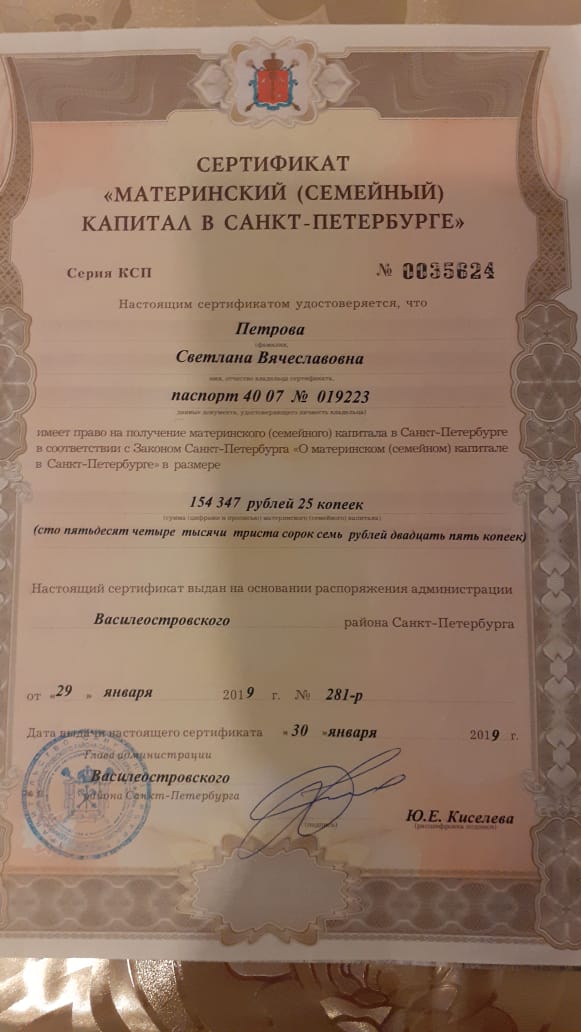 СЕРТИФИКАТ
«МАТЕРИНСКИЙ (СЕМЕЙНЫЙ)
КАПИТАЛ В САНКТ-ПЕТЕРБУРГЕ»
Серия КСП № 0035624
Настоящим сертификатом удостоверяется, что
Петрова
(фамилия,
Светлана Вячеславовна
имя, отчество владельца сертификата,
паспорт 40 07 № 019223
данные документа, удостоверяющего личность владельца)
имеет право на получение материнского (семейного) капитала в Санкт-Петербурге
в соответствии с Законом Санкт-Петербурга «О материнском (семейном) капитале
в Санкт-Петербурге» в размере
154 347 рублей 25 копеек
(сумма (цифрами и прописью) материнского (семейного) капитала)
(сто пятьдесят четыре тысячи триста сорок семь рублей двадцать пять копеек)
Настоящий сертификат выдан на основании распоряжения администрации
Василеостровского района Санкт-Петербурга
от «29 » января 2019 г. № 281-р
Дата выдачи настоящего сертификата «30 »января 2019 г.
Глава администрации
Василеостровского
района Санкт-Петербурга
(подпись)
Ю.Е. Киселева
(расшифровка подписи)